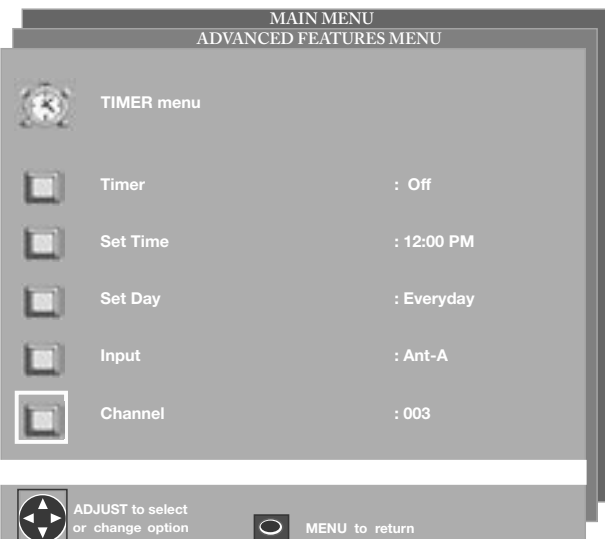 MAIN MENU
ADVANCED FEATURES MENU
TIMER menu
Timer : Off
Set Time : 12:00 PM
Set Day : Everyday
Input : Ant-A
Channel : 003
ADJUST to select
or change option
MENU to return